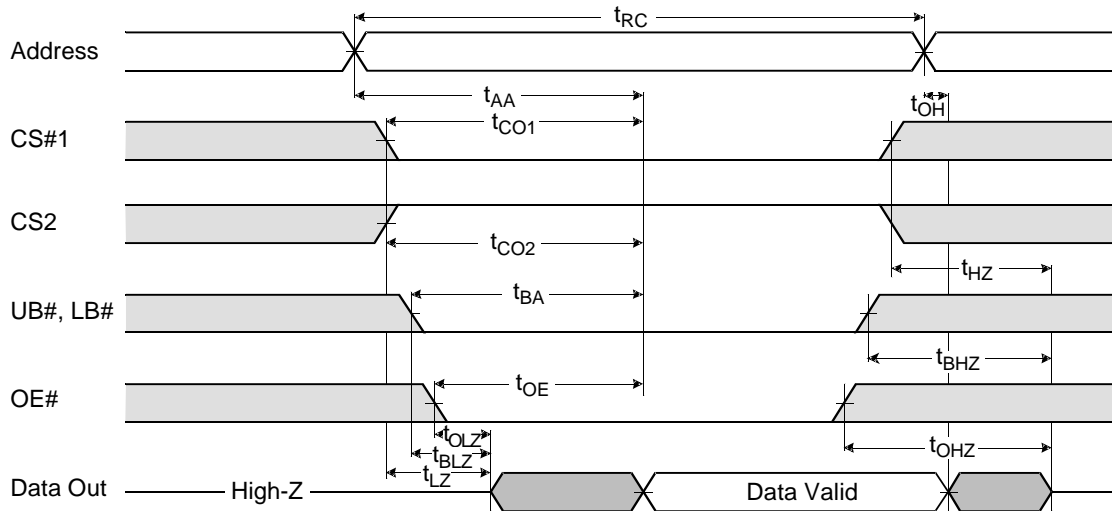 tRC
Address
tAA
tOH
CS#1
tCO1
CS2
tCO2
tHZ
UB#, LB#
tBA
tBHZ
OE#
tOE
tOLZ
tOHZ
tBLZ
tLZ
Data Out
High-Z
Data Valid